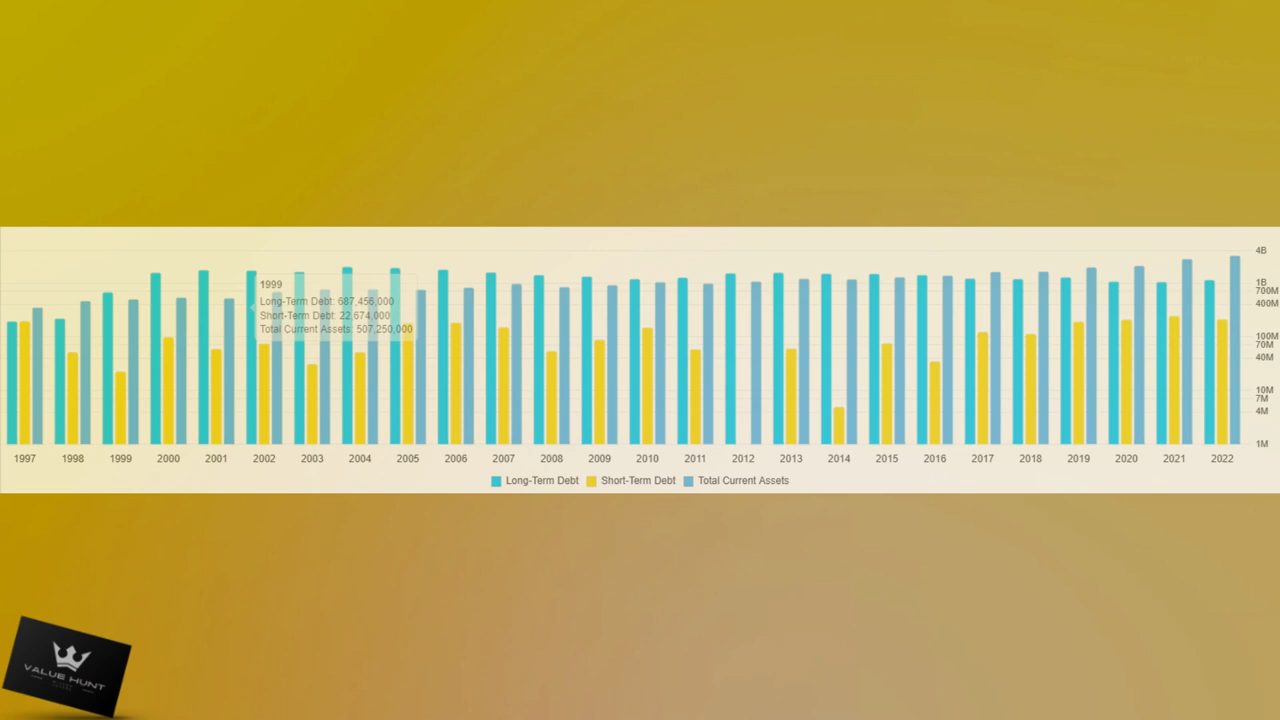 4B
1B
700M
400M
100M
70M
40M
10M
7M
4M
1M
1999
Long-Term Debt: 687,456,000
Short-Term Debt: 22,674,000
Total Current Assets: 507,250,000
1997 1998 1999 2000 2001 2002 2003 2004 2005 2006 2007 2008 2009 2010 2011 2012 2013 2014 2015 2016 2017 2018 2019 2020 2021 2022
Long-Term Debt Short-Term Debt Total Current Assets
VALUE HUNT